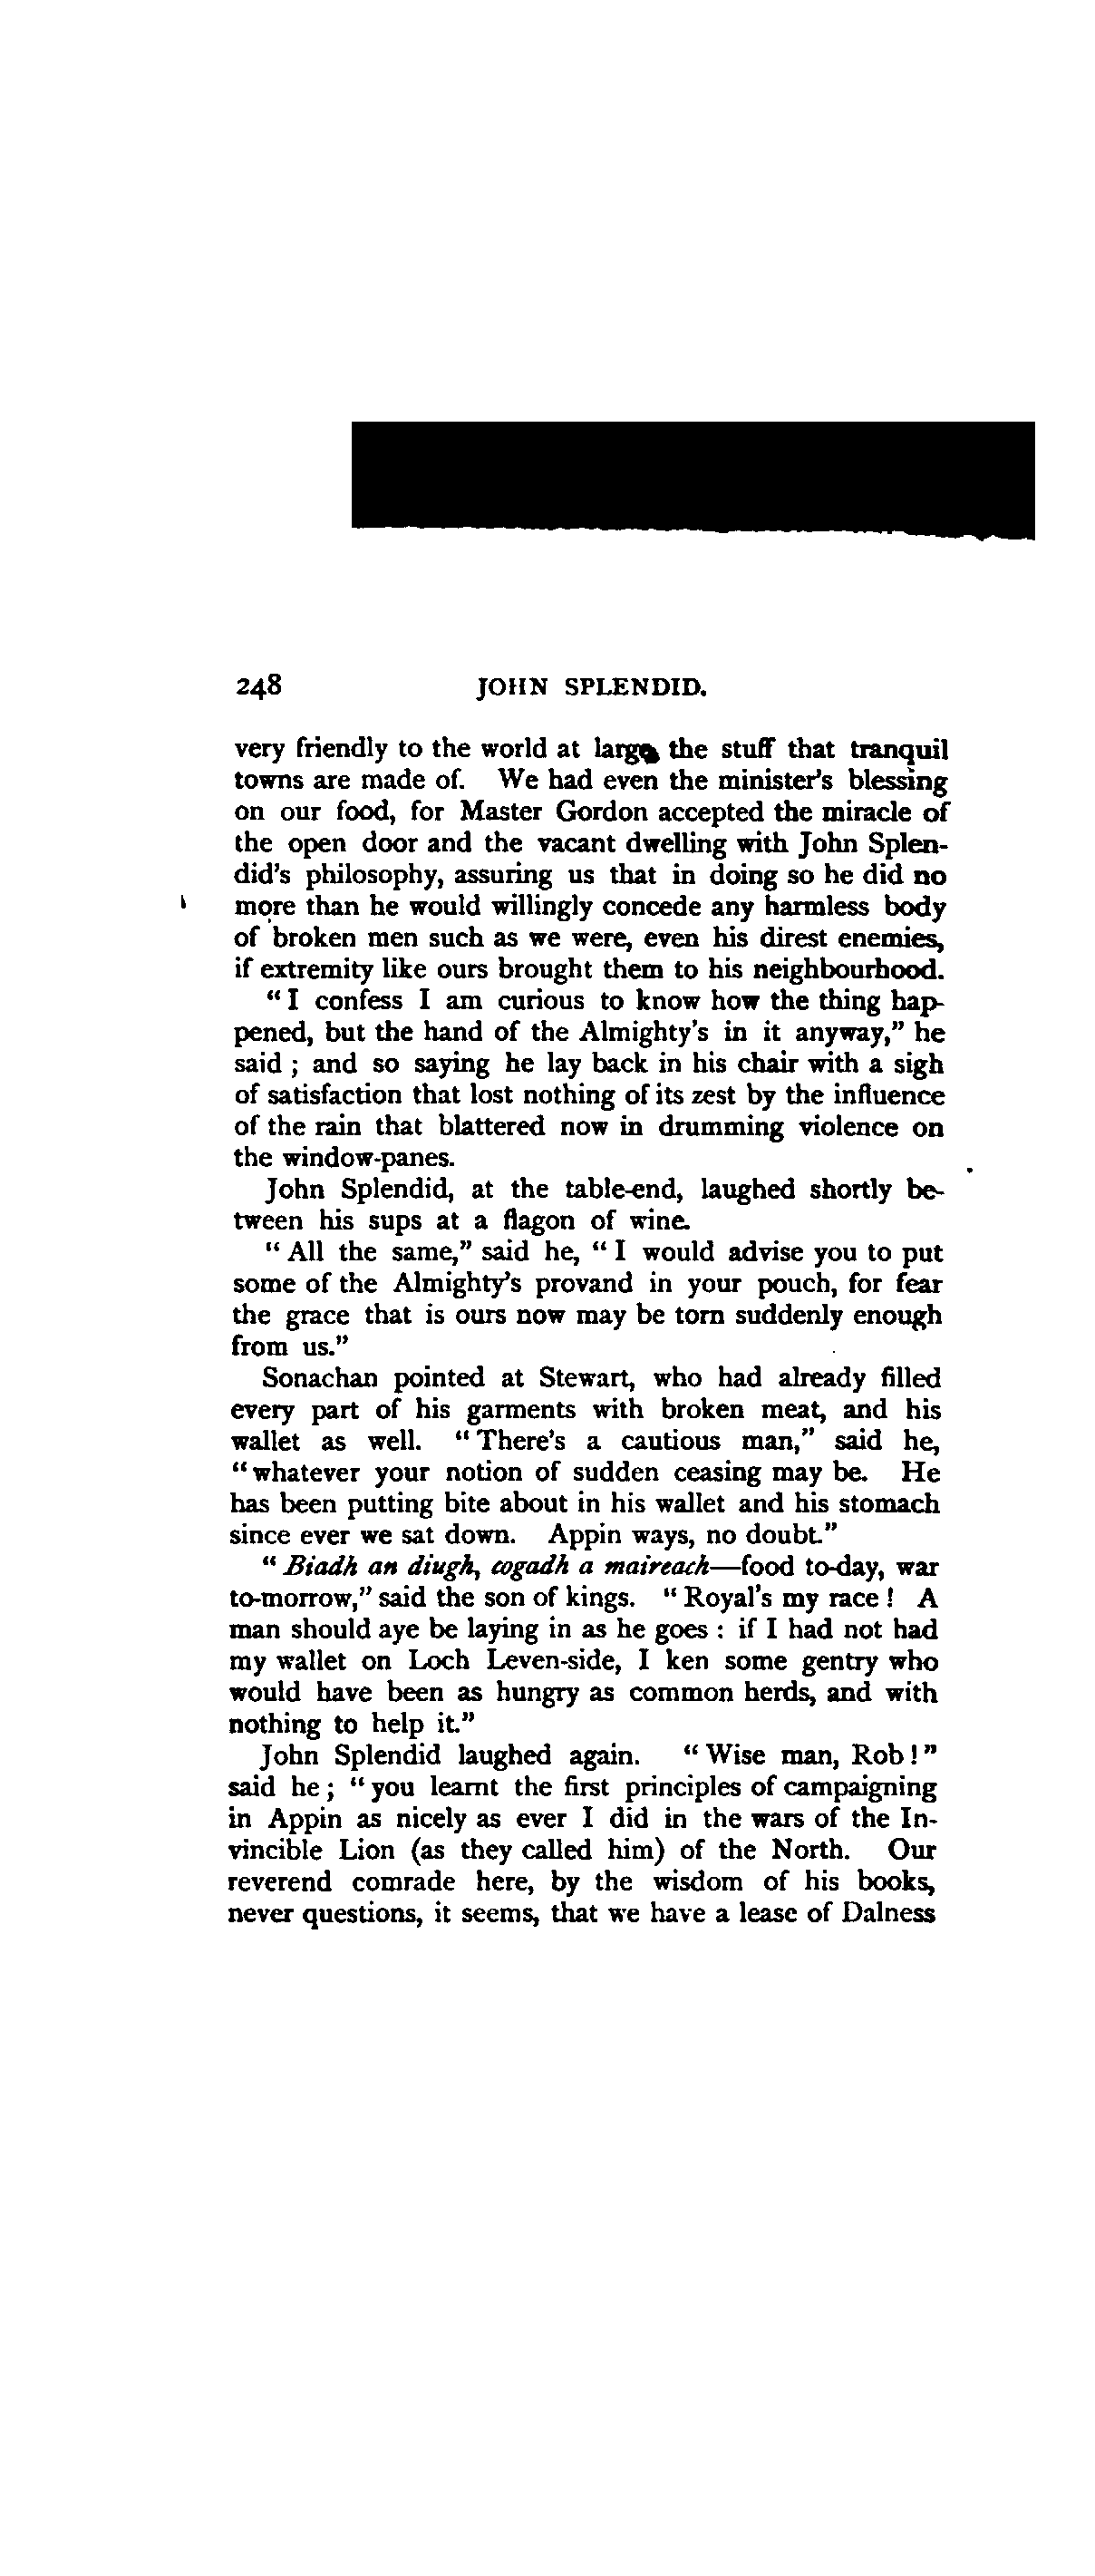 248 JOHN SPLENDID.
very friendly to the world at large, the stuff that tranquil
towns are made of. We had even the minister's blessing
on our food, for Master Gordon accepted the miracle of
the open door and the vacant dwelling with John Splen-
did's philosophy, assuring us that in doing so he did no
more than he would willingly concede any harmless body
of broken men such as we were, even his direst enemies,
if extremity like ours brought them to his neighbourhood.
"I confess I am curious to know how the thing hap-
pened, but the hand of the Almighty's in it anyway," he
said ; and so saying he lay back in his chair with a sigh
of satisfaction that lost nothing of its zest by the influence
of the rain that blattered now in drumming violence on
the window-panes.
John Splendid, at the table-end, laughed shortly be-
tween his sups at a flagon of wine.
"All the same," said he, "I would advise you to put
some of the Almighty's provand in your pouch, for fear
the grace that is ours now may be torn suddenly enough
from us."
Sonachan pointed at Stewart, who had already filled
every part of his garments with broken meat, and his
wallet as well. "There's a cautious man," said he,
"whatever your notion of sudden ceasing may be. He
has been putting bite about in his wallet and his stomach
since ever we sat down. Appin ways, no doubt."
"Biadh an diugh, cogadh a maireach—food to-day, war
to-morrow," said the son of kings. "Royal's my race ! A
man should aye be laying in as he goes : if I had not had
my wallet on Loch Leven-side, I ken some gentry who
would have been as hungry as common herds, and with
nothing to help it."
John Splendid laughed again. "Wise man, Rob!"
said he ; "you learnt the first principles of campaigning
in Appin as nicely as ever I did in the wars of the In-
vincible Lion (as they called him) of the North. Our
reverend comrade here, by the wisdom of his books,
never questions, it seems, that we have a lease of Dalness